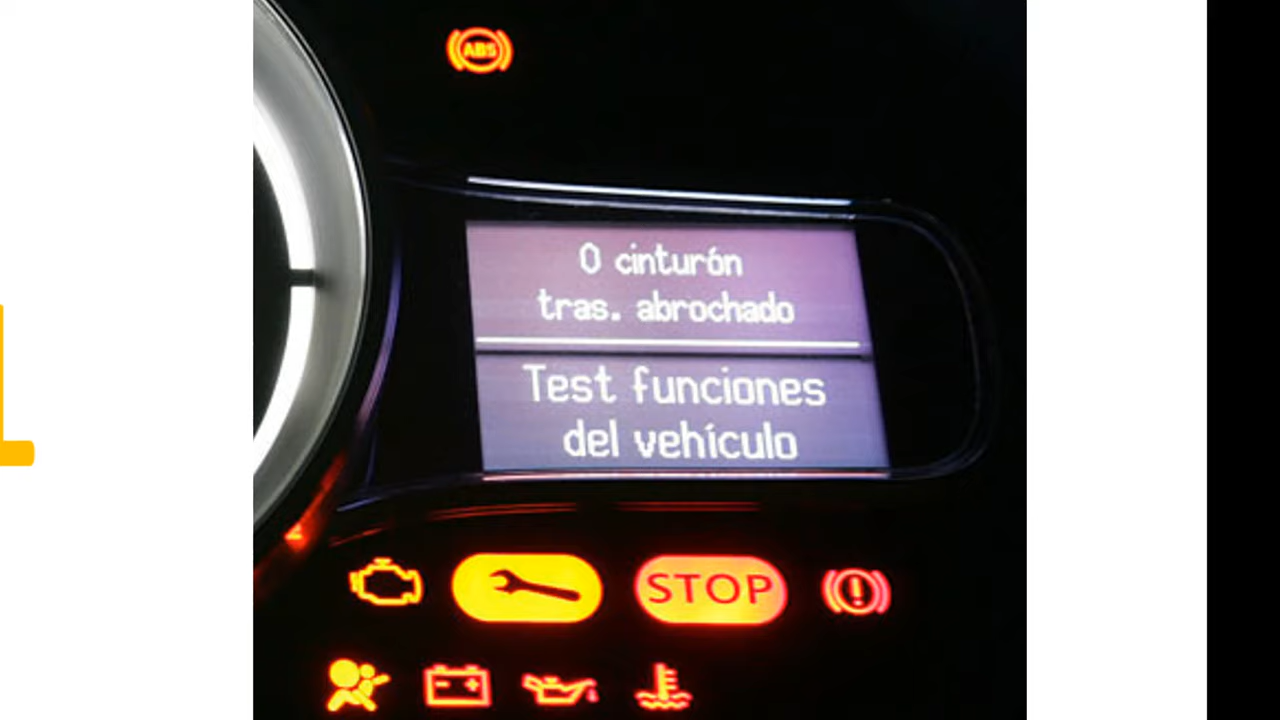 ABS
0 cinturón
tras. abrochado
Test funciones
del vehículo
STOP